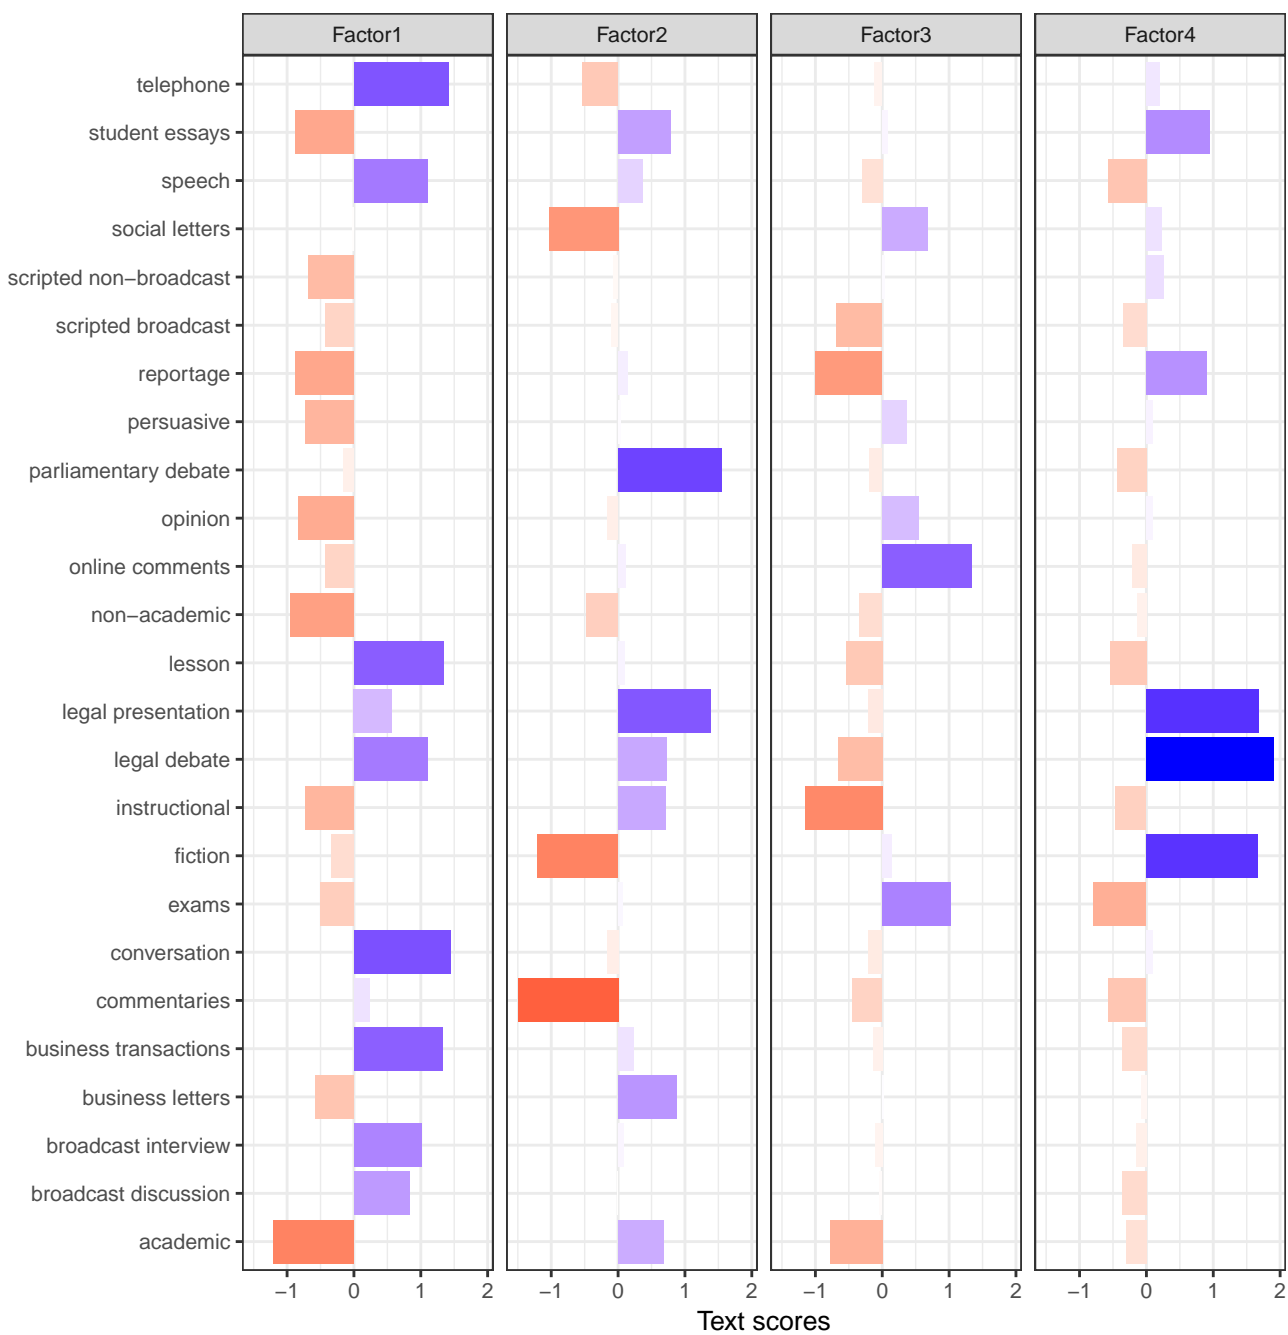 Factor1 Factor2 Factor3 Factor4
telephone
student essays
speech
social letters
scripted non−broadcast
scripted broadcast
reportage
persuasive
parliamentary debate
opinion
online comments
non−academic
lesson
legal presentation
legal debate
instructional
fiction
exams
conversation
commentaries
business transactions
business letters
broadcast interview
broadcast discussion
academic
−1 0 1 2 −1 0 1 2 −1 0 1 2 −1 0 1 2
Text scores